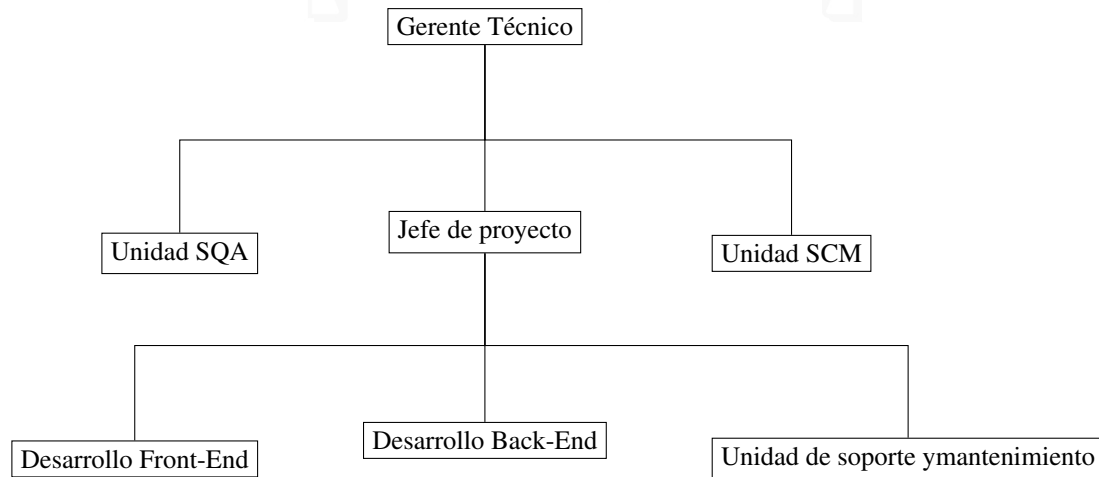 Gerente Técnico
Unidad SQA
Jefe de proyecto
Unidad SCM
Desarrollo Front-End
Desarrollo Back-End
Unidad de soporte ymantenimiento